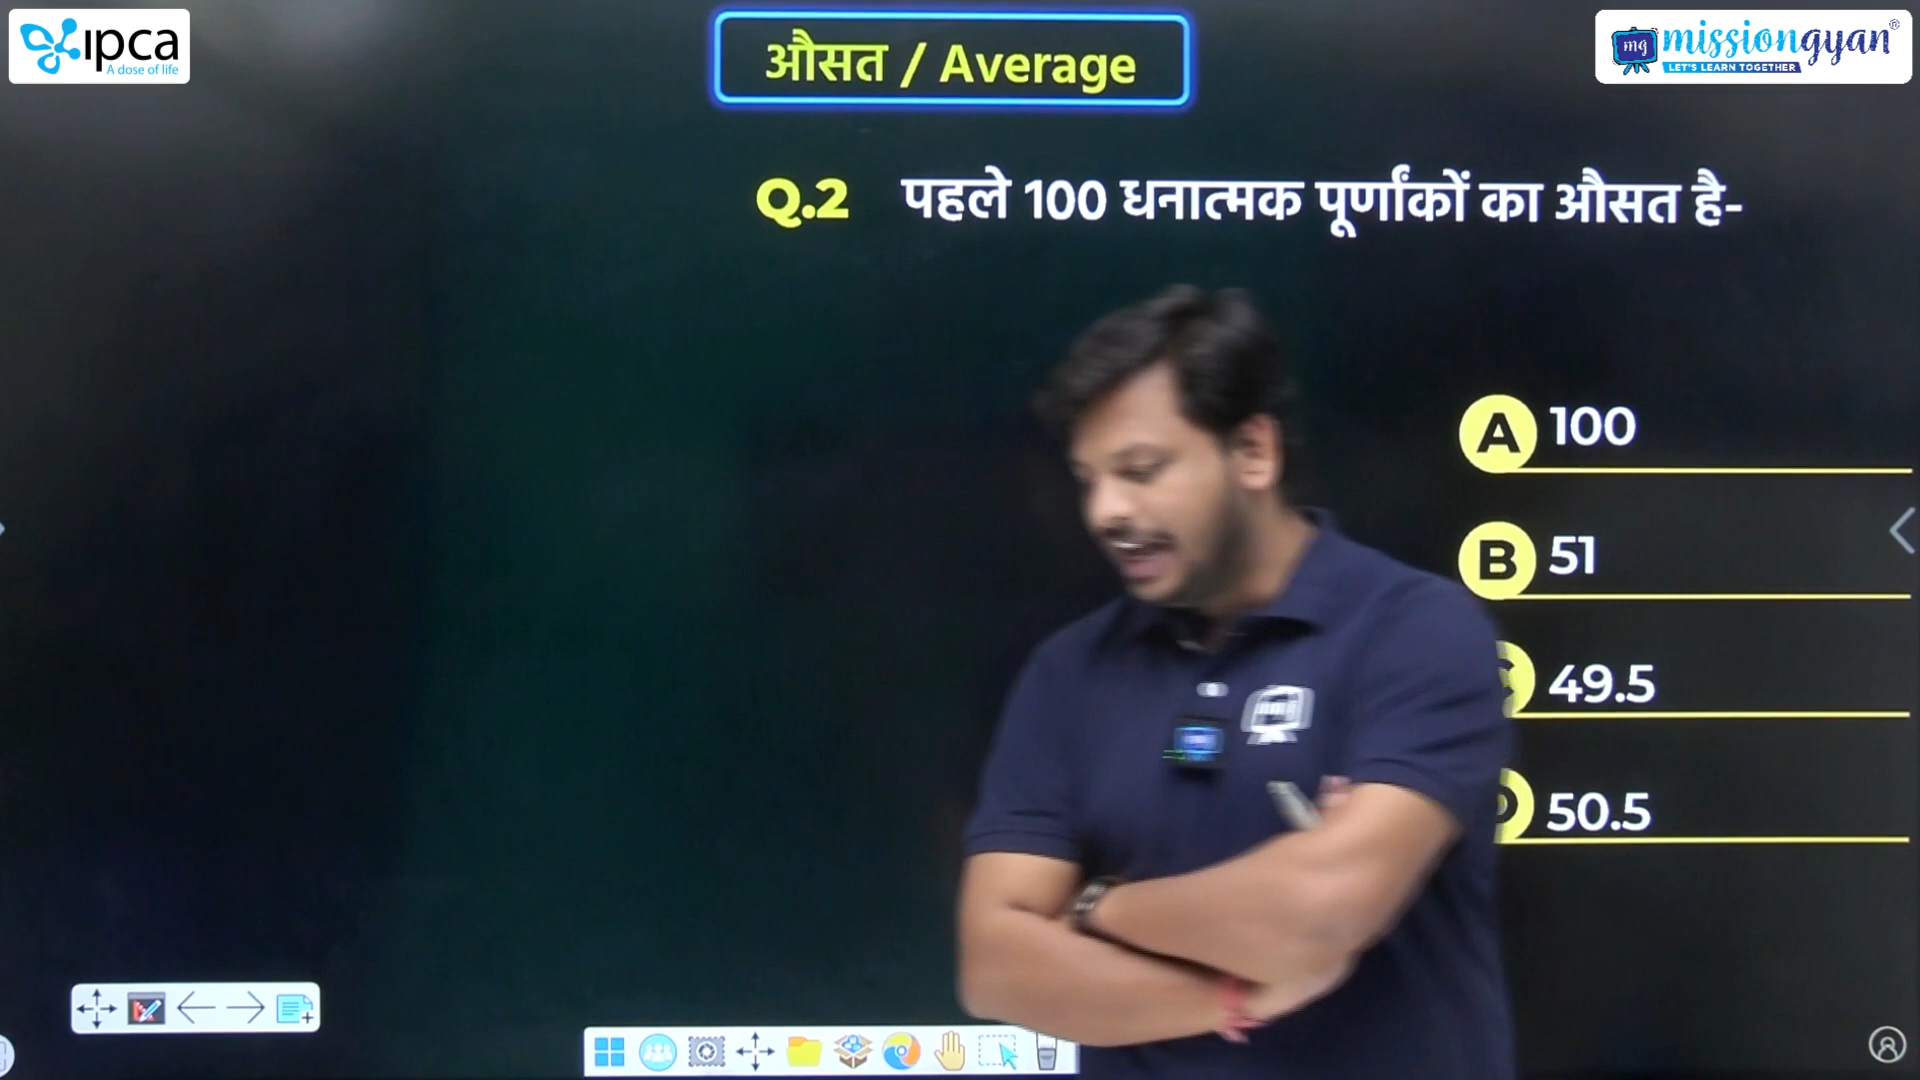 ipca
A dose of life
औसत / Average
mg missiongyan®
LET'S LEARN TOGETHER
Q.2 पहले 100 धनात्मक पूर्णांकों का औसत है-
A 100
B 51
49.5
50.5